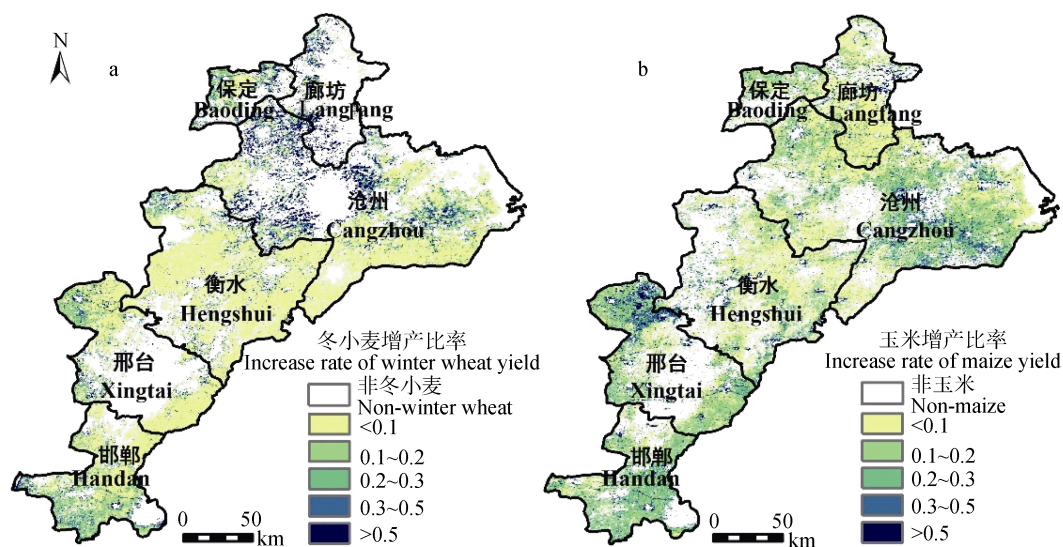 N
a
保定
Baoding
廊坊
Langfang
沧州
Cangzhou
衡水
Hengshui
邢台
Xingtai
邯郸
Handan
冬小麦增产比率
Increase rate of winter wheat yield
非冬小麦
Non-winter wheat
<0.1
0.1~0.2
0.2~0.3
0.3~0.5
>0.5
0 50
km
b
保定
Baoding
廊坊
Langfang
沧州
Cangzhou
衡水
Hengshui
邢台
Xingtai
邯郸
Handan
玉米增产比率
Increase rate of maize yield
非玉米
Non-maize
<0.1
0.1~0.2
0.2~0.3
0.3~0.5
>0.5
0 50
km